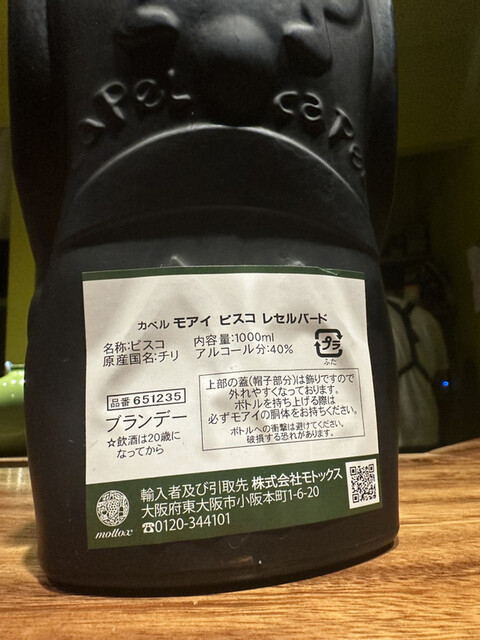 capel cape
カペル モアイ ピスコ レセルバード
名称:ピスコ 内容量:1000ml
原産国名:チリ アルコール分:40%
プラ
ふた
品番 651235
ブランデー
☆飲酒は20歳に
なってから
上部の蓋(帽子部分)は飾りですので
外れやすくなっております。
ボトルを持ち上げる際は
必ずモアイの胴体をお持ちください。
ボトルへの衝撃は避けてください。
破損する恐れがあります。
輸入者及び引取先 株式会社モトックス
大阪府東大阪市小阪本町1-6-20
☎0120-344101
mottox